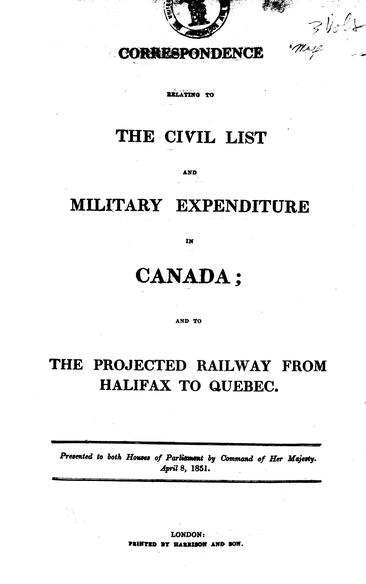 3 Vols
CORRESPONDENCE
RELATING TO
THE CIVIL LIST
AND
MILITARY EXPENDITURE
IN
CANADA;
AND TO
THE PROJECTED RAILWAY FROM
HALIFAX TO QUEBEC.
Presented to both Houses of Parliament by Command of Her Majesty.
April 8, 1851.
LONDON:
PRINTED BY HARRISON AND SON.